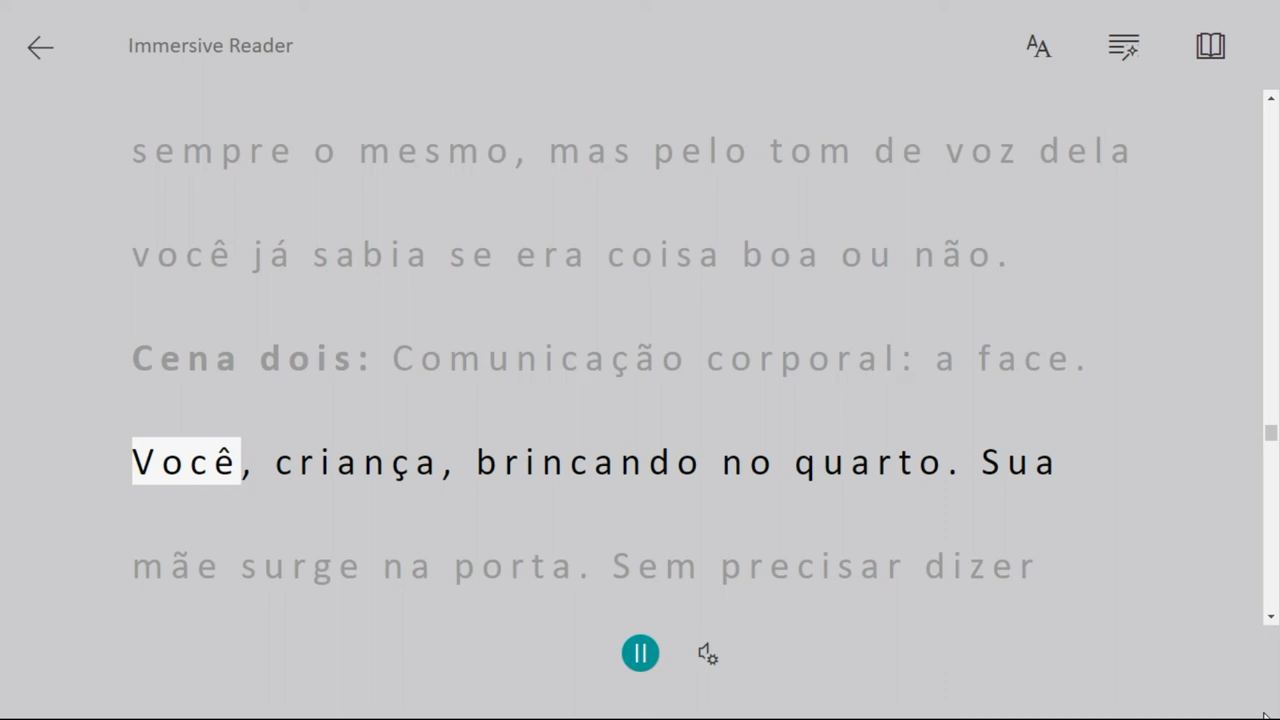 Immersive Reader
sempre o mesmo, mas pelo tom de voz dela
você já sabia se era coisa boa ou não.
Cena dois: Comunicação corporal: a face.
Você, criança, brincando no quarto. Sua
mãe surge na porta. Sem precisar dizer